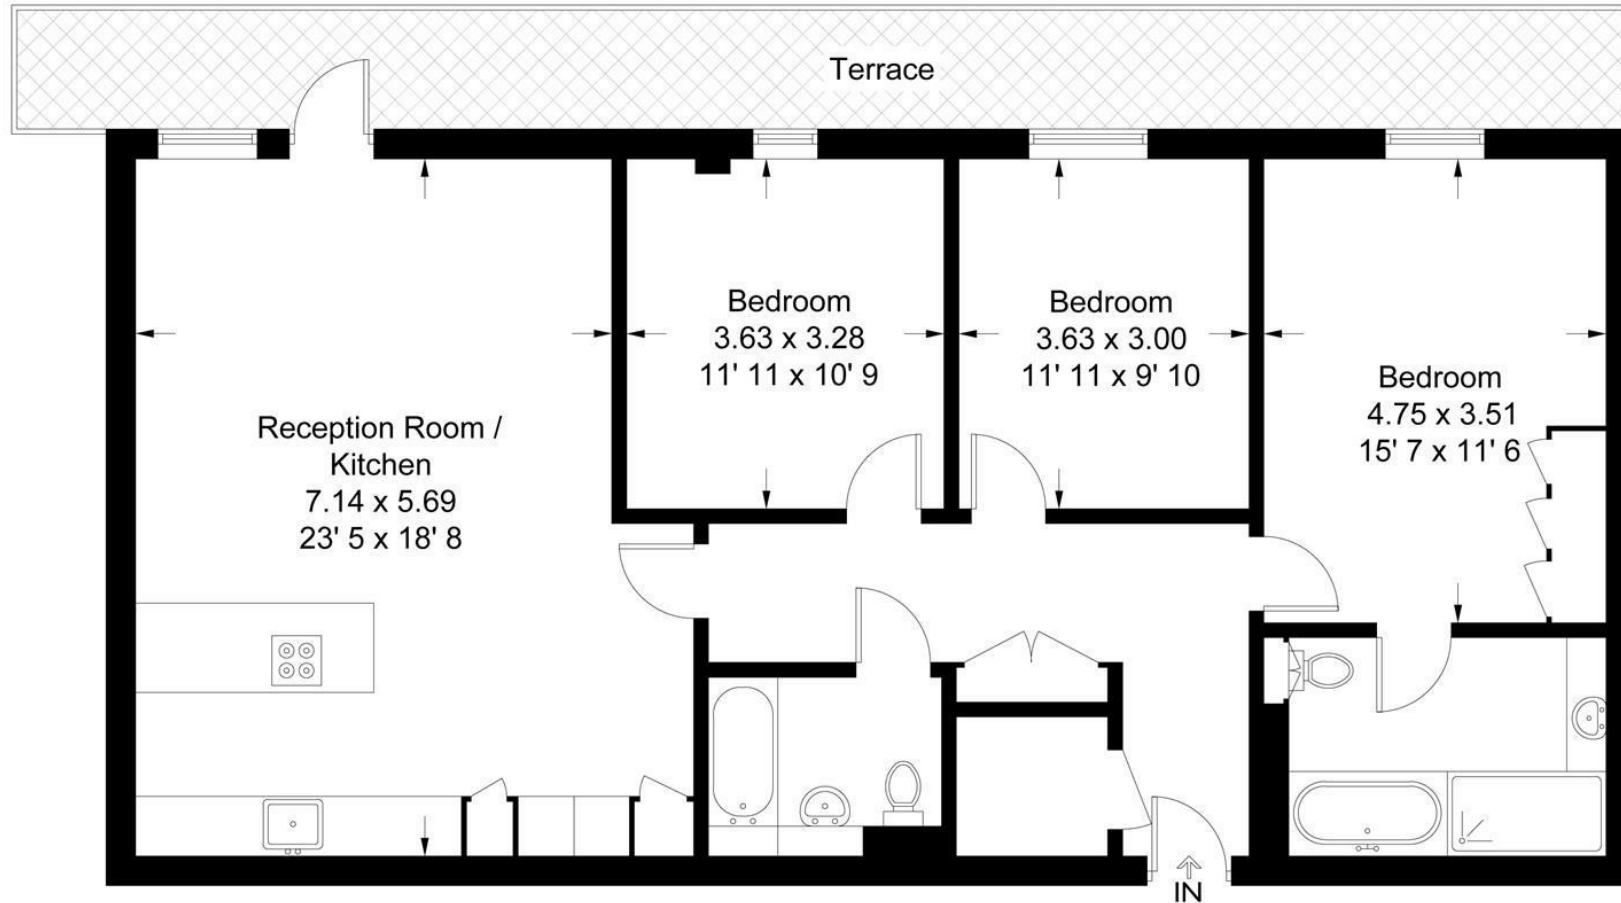 Terrace
Reception Room /
Kitchen
7.14 x 5.69
23' 5 x 18' 8
Bedroom
3.63 x 3.28
11' 11 x 10' 9
Bedroom
3.63 x 3.00
11' 11 x 9' 10
Bedroom
4.75 x 3.51
15' 7 x 11' 6
IN